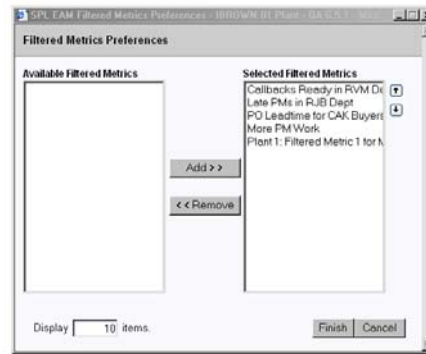 SPL EAM Filtered Metrics Preferences
Filtered Metrics Preferences
Available Filtered Metrics
Selected Filtered Metrics
Callbacks Ready in RVM De
Late PMs in RJB Dept
PO Leadtime for CAK Buyers
More PM Work
Plant 1: Filtered Metric 1 for M
Add >>
<< Remove
Display 10 items.
Finish Cancel